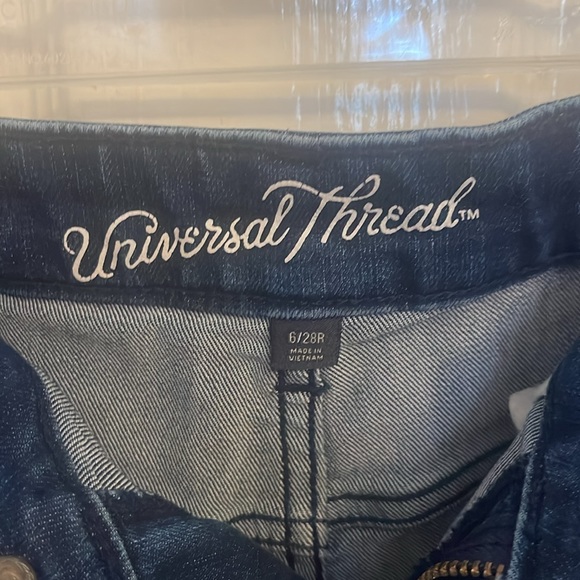 Universal Thread™
6/28R
MADE IN
VIETNAM